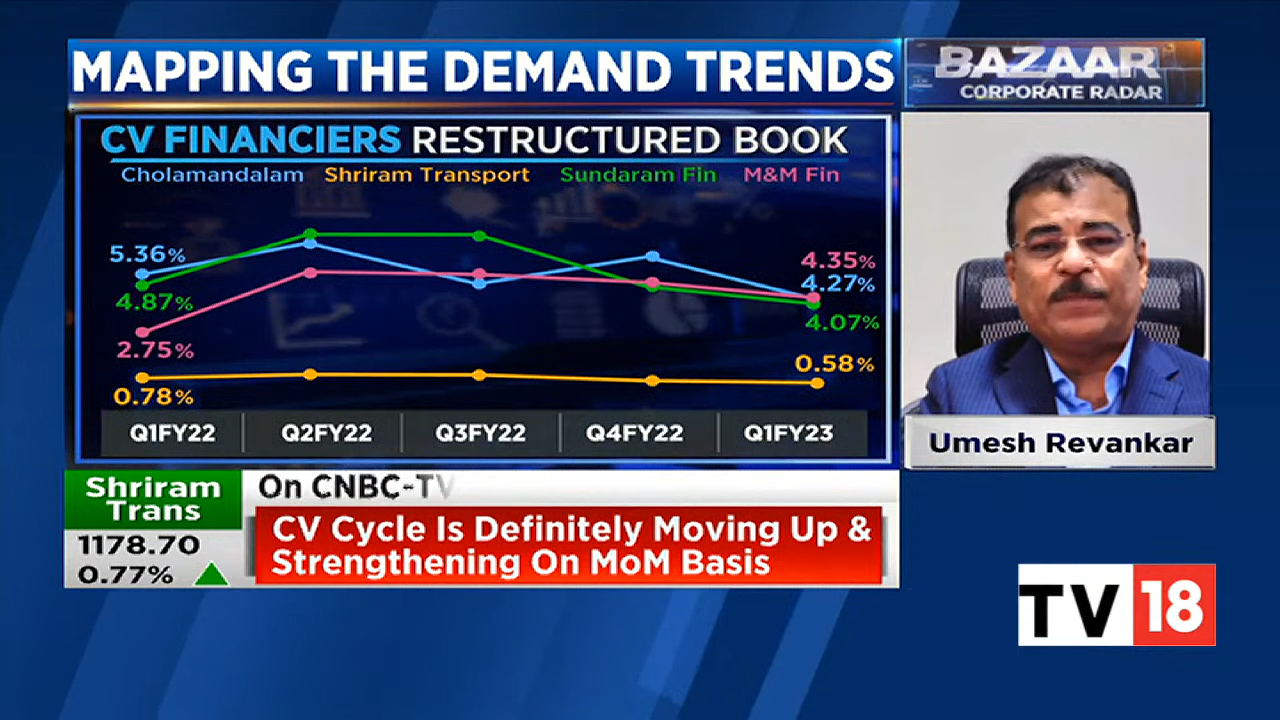 MAPPING THE DEMAND TRENDS
BAZAAR
CORPORATE RADAR
CV FINANCIERS RESTRUCTURED BOOK
Cholamandalam Shriram Transport Sundaram Fin M&M Fin
5.36%
4.87%
2.75%
0.78%
4.35%
4.27%
4.07%
0.58%
Q1FY22 Q2FY22 Q3FY22 Q4FY22 Q1FY23
Umesh Revankar
Shriram
Trans
1178.70
0.77%
On CNBC-TV
CV Cycle Is Definitely Moving Up &
Strengthening On MoM Basis
TV 18